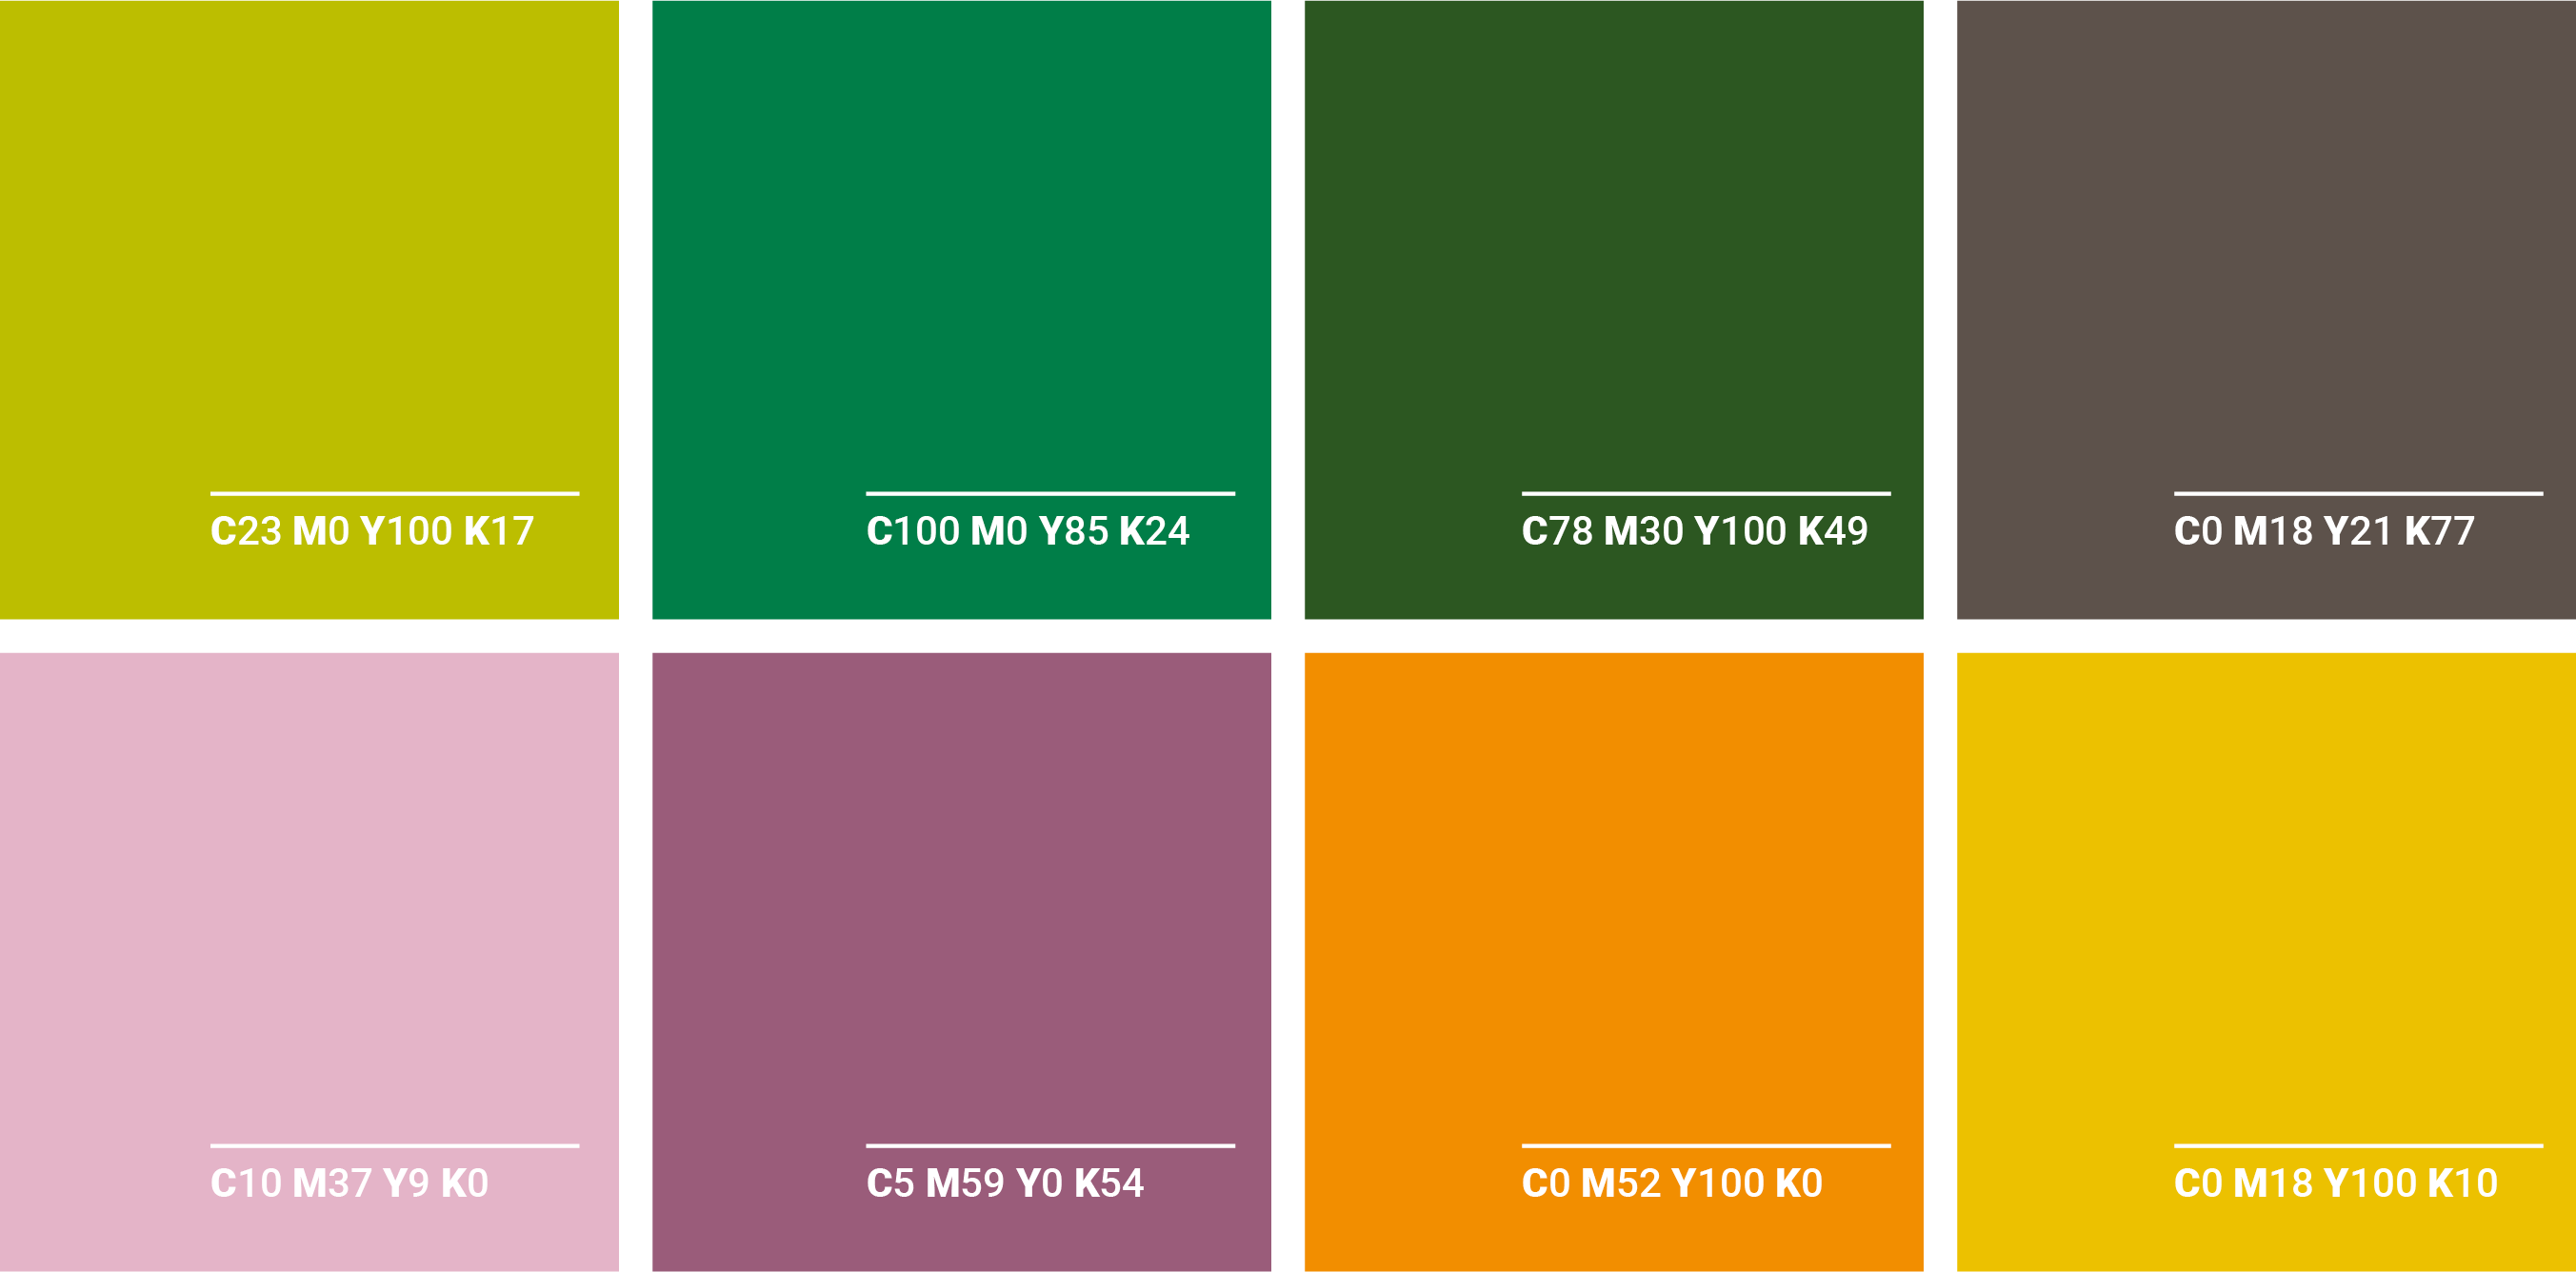 C23 M0 Y100 K17
C100 M0 Y85 K24
C78 M30 Y100 K49
C0 M18 Y21 K77
C10 M37 Y9 K0
C5 M59 Y0 K54
C0 M52 Y100 K0
C0 M18 Y100 K10